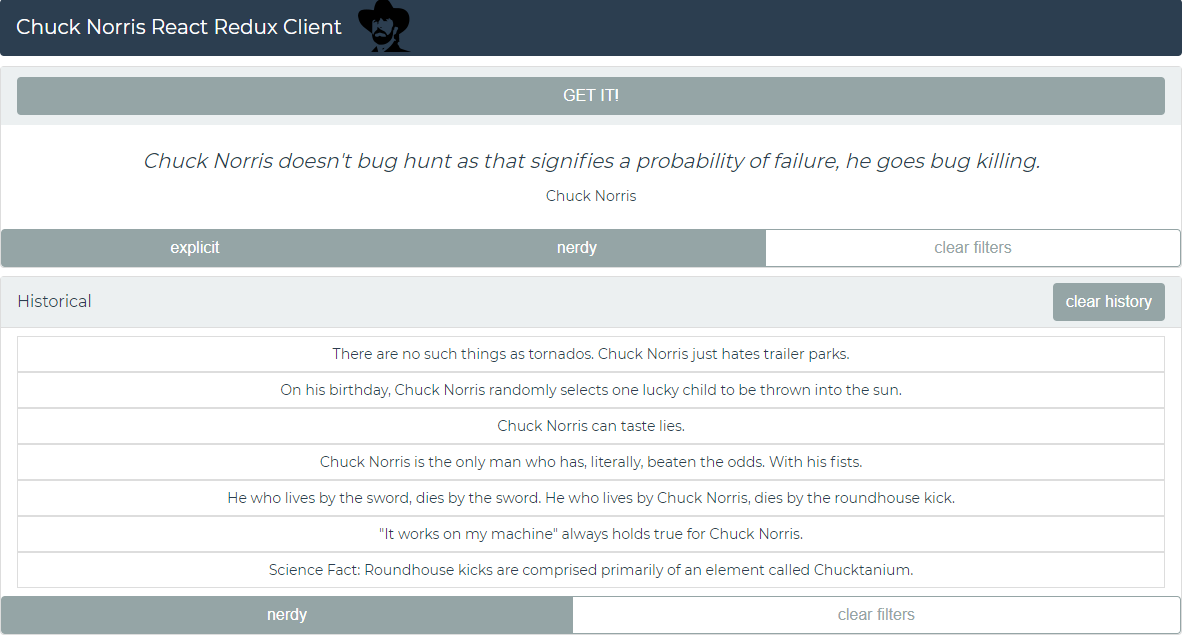 Chuck Norris React Redux Client
GET IT!
Chuck Norris doesn't bug hunt as that signifies a probability of failure, he goes bug killing.
Chuck Norris
explicit nerdy clear filters
Historical clear history
There are no such things as tornados. Chuck Norris just hates trailer parks.
On his birthday, Chuck Norris randomly selects one lucky child to be thrown into the sun.
Chuck Norris can taste lies.
Chuck Norris is the only man who has, literally, beaten the odds. With his fists.
He who lives by the sword, dies by the sword. He who lives by Chuck Norris, dies by the roundhouse kick.
"It works on my machine" always holds true for Chuck Norris.
Science Fact: Roundhouse kicks are comprised primarily of an element called Chucktanium.
nerdy clear filters